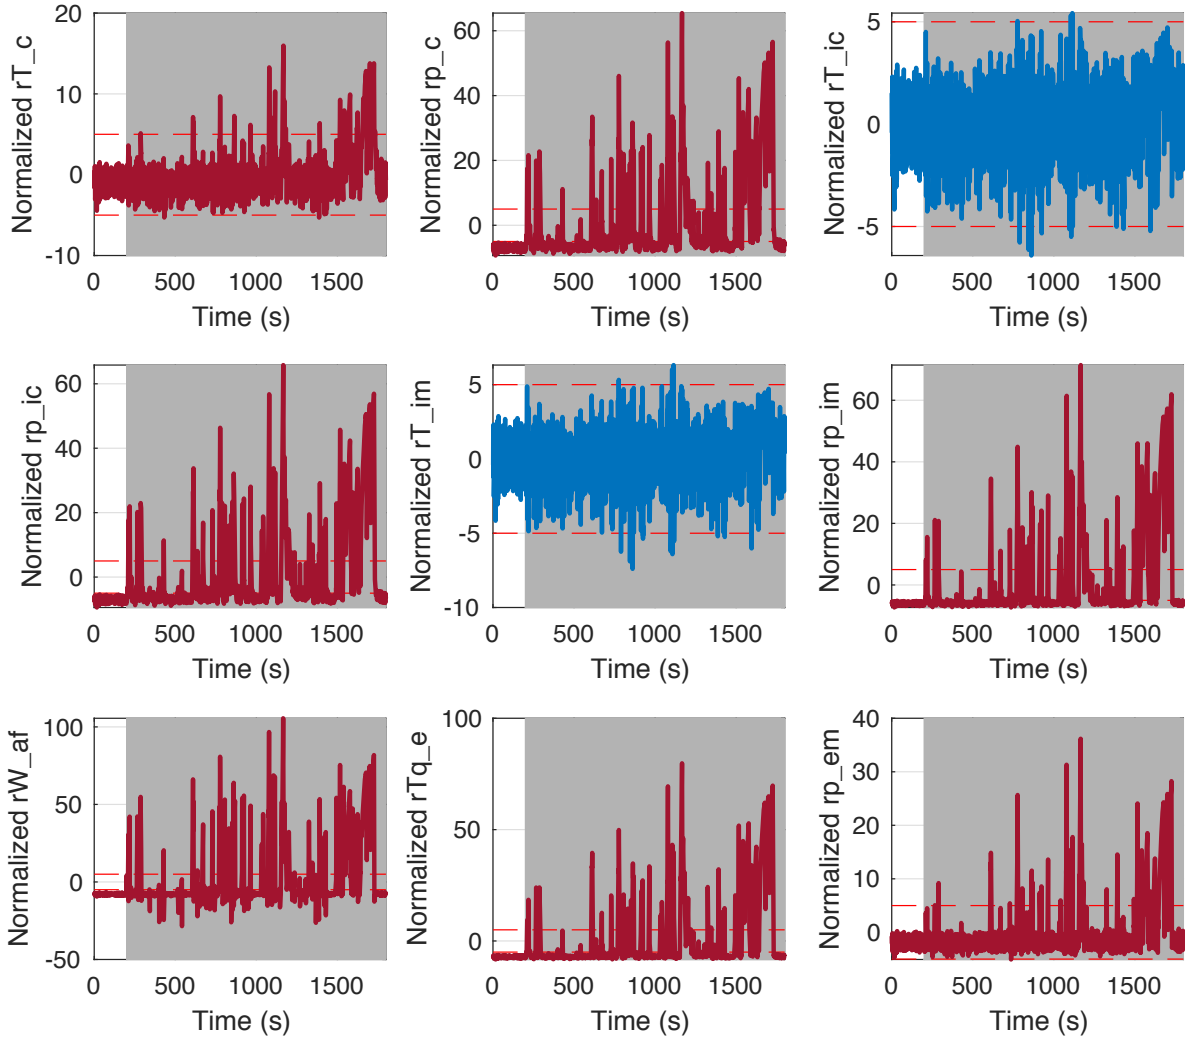 Normalized rT_c
20
10
0
-10
0 500 1000 1500
Time (s)
Normalized rp_c
60
40
20
0
0 500 1000 1500
Time (s)
Normalized rT_ic
5
0
-5
0 500 1000 1500
Time (s)
Normalized rp_ic
60
40
20
0
0 500 1000 1500
Time (s)
Normalized rT_im
5
0
-5
-10
0 500 1000 1500
Time (s)
Normalized rp_im
60
40
20
0
0 500 1000 1500
Time (s)
Normalized rW_af
100
50
0
-50
0 500 1000 1500
Time (s)
Normalized rTq_e
100
50
0
0 500 1000 1500
Time (s)
Normalized rp_em
40
30
20
10
0
0 500 1000 1500
Time (s)